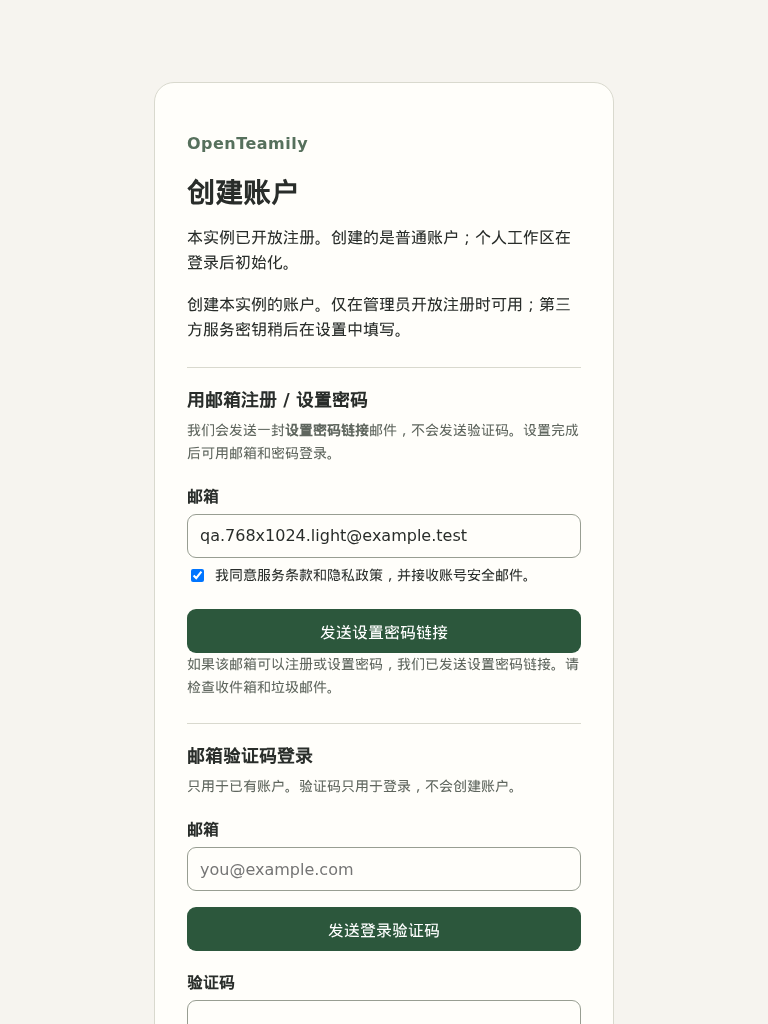 OpenTeamily
创建账户
本实例已开放注册。创建的是普通账户；个人工作区在
登录后初始化。
创建本实例的账户。仅在管理员开放注册时可用；第三
方服务密钥稍后在设置中填写。
用邮箱注册 / 设置密码
我们会发送一封设置密码链接邮件，不会发送验证码。设置完成
后可用邮箱和密码登录。
邮箱
qa.768x1024.light@example.test
我同意服务条款和隐私政策，并接收账号安全邮件。
发送设置密码链接
如果该邮箱可以注册或设置密码，我们已发送设置密码链接。请
检查收件箱和垃圾邮件。
邮箱验证码登录
只用于已有账户。验证码只用于登录，不会创建账户。
邮箱
you@example.com
发送登录验证码
验证码